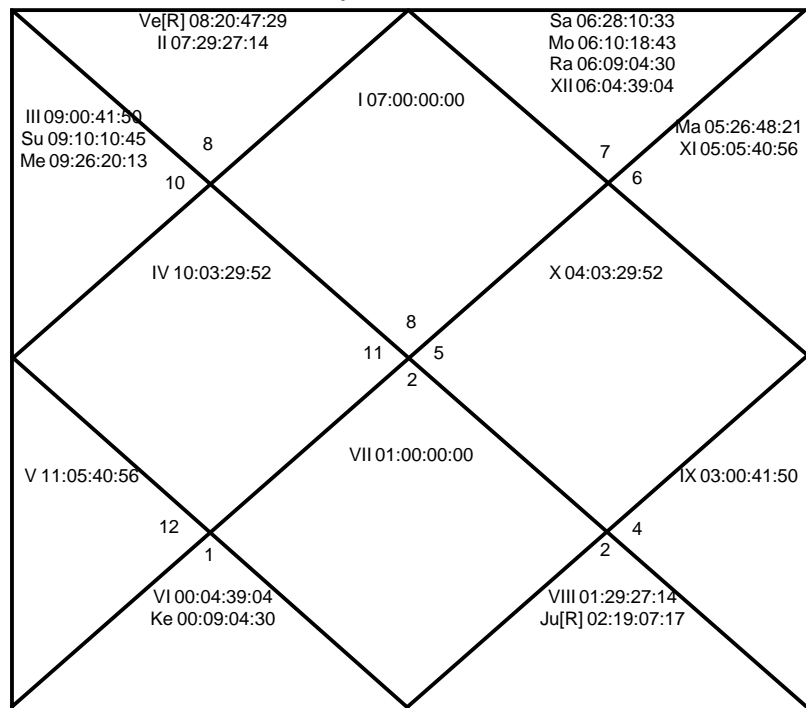 Ve[R] 08:20:47:29
II 07:29:27:14
Sa 06:28:10:33
Mo 06:10:18:43
Ra 06:09:04:30
XII 06:04:39:04
I 07:00:00:00
III 09:00:41:50
Su 09:10:10:45
Me 09:26:20:13
8
10
Ma 05:26:48:21
XI 05:05:40:56
7
6
IV 10:03:29:52
X 04:03:29:52
8
11
5
2
VII 01:00:00:00
V 11:05:40:56
IX 03:00:41:50
12
1
4
2
VI 00:04:39:04
Ke 00:09:04:30
VIII 01:29:27:14
Ju[R] 02:19:07:17